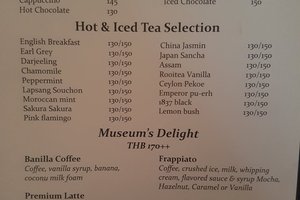 Cappuccino 145
Iced Chocolate 150
Hot Chocolate 130
Hot & Iced Tea Selection
English Breakfast 130/150
Earl Grey 130/150
Darjeeling 130/150
Chamomile 130/150
Peppermint 130/150
Lapsang Souchon 130/150
Moroccan mint 130/150
Sakura Sakura 130/150
Pink flamingo 130/150
China Jasmin 130/150
Japan Sancha 130/150
Assam 130/150
Rooitea Vanilla 130/150
Ceylon Pekoe 130/150
Emperor pu-erh 130/150
1837 black 130/150
Lemon bush 130/150
Museum's Delight
THB 170++
Banilla Coffee
Coffee, vanilla syrup, banana,
coconu milk foam
Frappiato
Coffee, crushed ice, milk, whipping
cream, flavored sauce & syrup Mocha,
Hazelnut, Caramel or Vanilla
Premium Latte